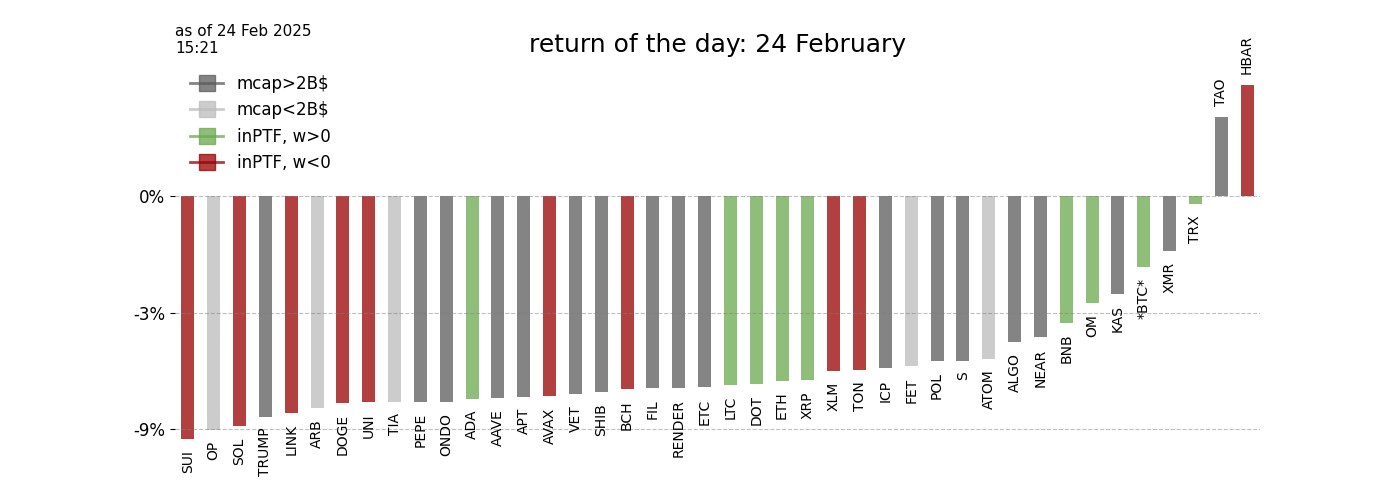 as of 24 Feb 2025
15:21
return of the day: 24 February
mcap>2B$
mcap<2B$
inPTF, w>0
inPTF, w<0
0%
-3%
-9%
SUI
OP
SOL
TRUMP
LINK
ARB
DOGE
UNI
TIA
PEPE
ONDO
ADA
AAVE
APT
AVAX
VET
SHIB
BCH
FIL
RENDER
ETC
LTC
DOT
ETH
XRP
XLM
TON
ICP
FET
POL
S
ATOM
ALGO
NEAR
BNB
OM
KAS
*BTC*
XMR
TRX
TAO
HBAR